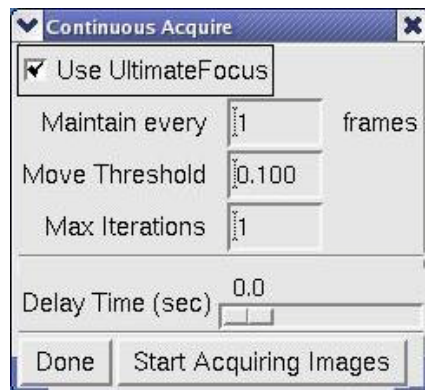 Continuous Acquire
Use UltimateFocus
Maintain every 1 frames
Move Threshold 0.100
Max Iterations 1
Delay Time (sec) 0.0
Done Start Acquiring Images